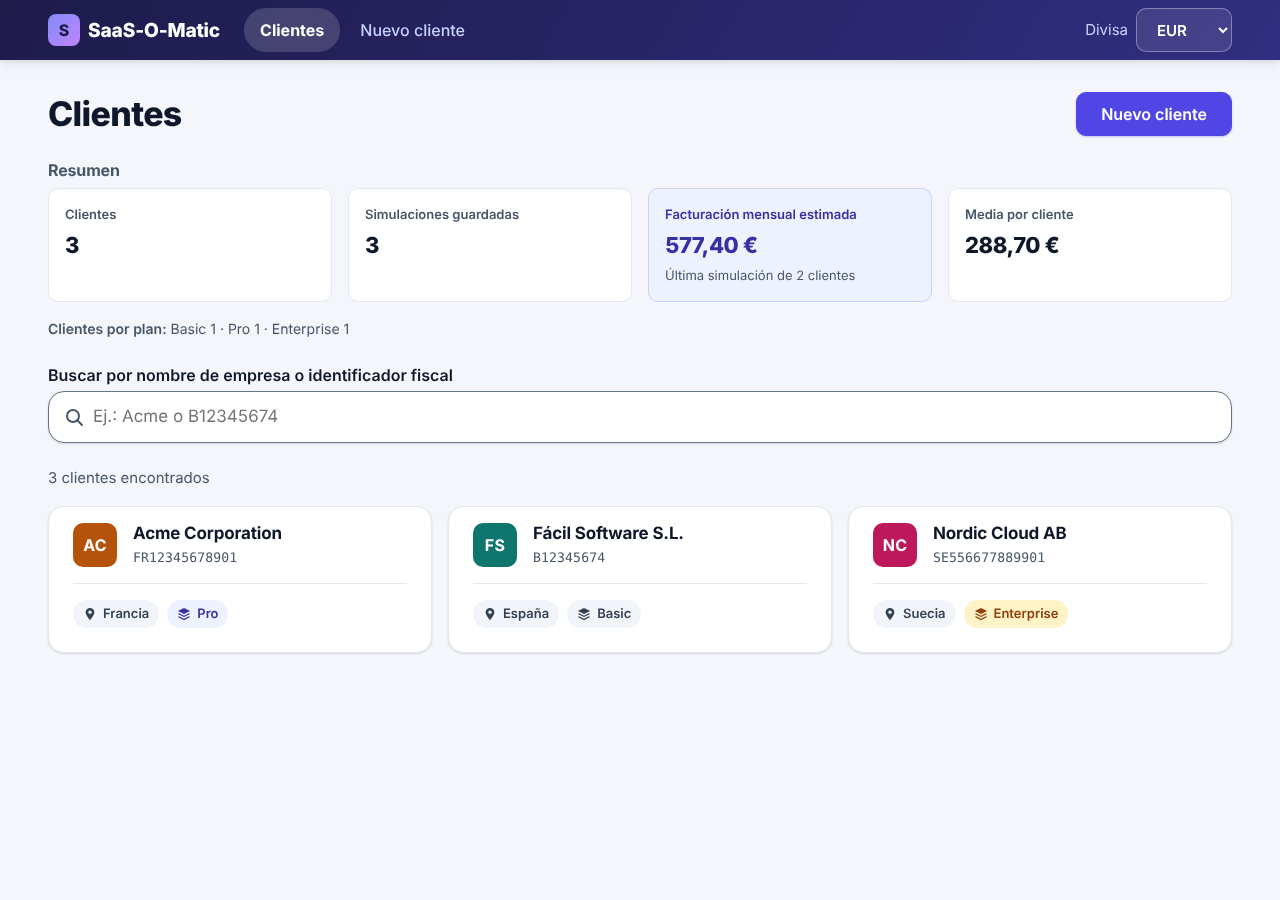 S SaaS-O-Matic Clientes Nuevo cliente Divisa EUR
Clientes Nuevo cliente
Resumen
Clientes
3
Simulaciones guardadas
3
Facturación mensual estimada
577,40 €
Última simulación de 2 clientes
Media por cliente
288,70 €
Clientes por plan: Basic 1 · Pro 1 · Enterprise 1
Buscar por nombre de empresa o identificador fiscal
Ej.: Acme o B12345674
3 clientes encontrados
AC Acme Corporation
FR12345678901
Francia Pro
FS Fácil Software S.L.
B12345674
España Basic
NC Nordic Cloud AB
SE556677889901
Suecia Enterprise